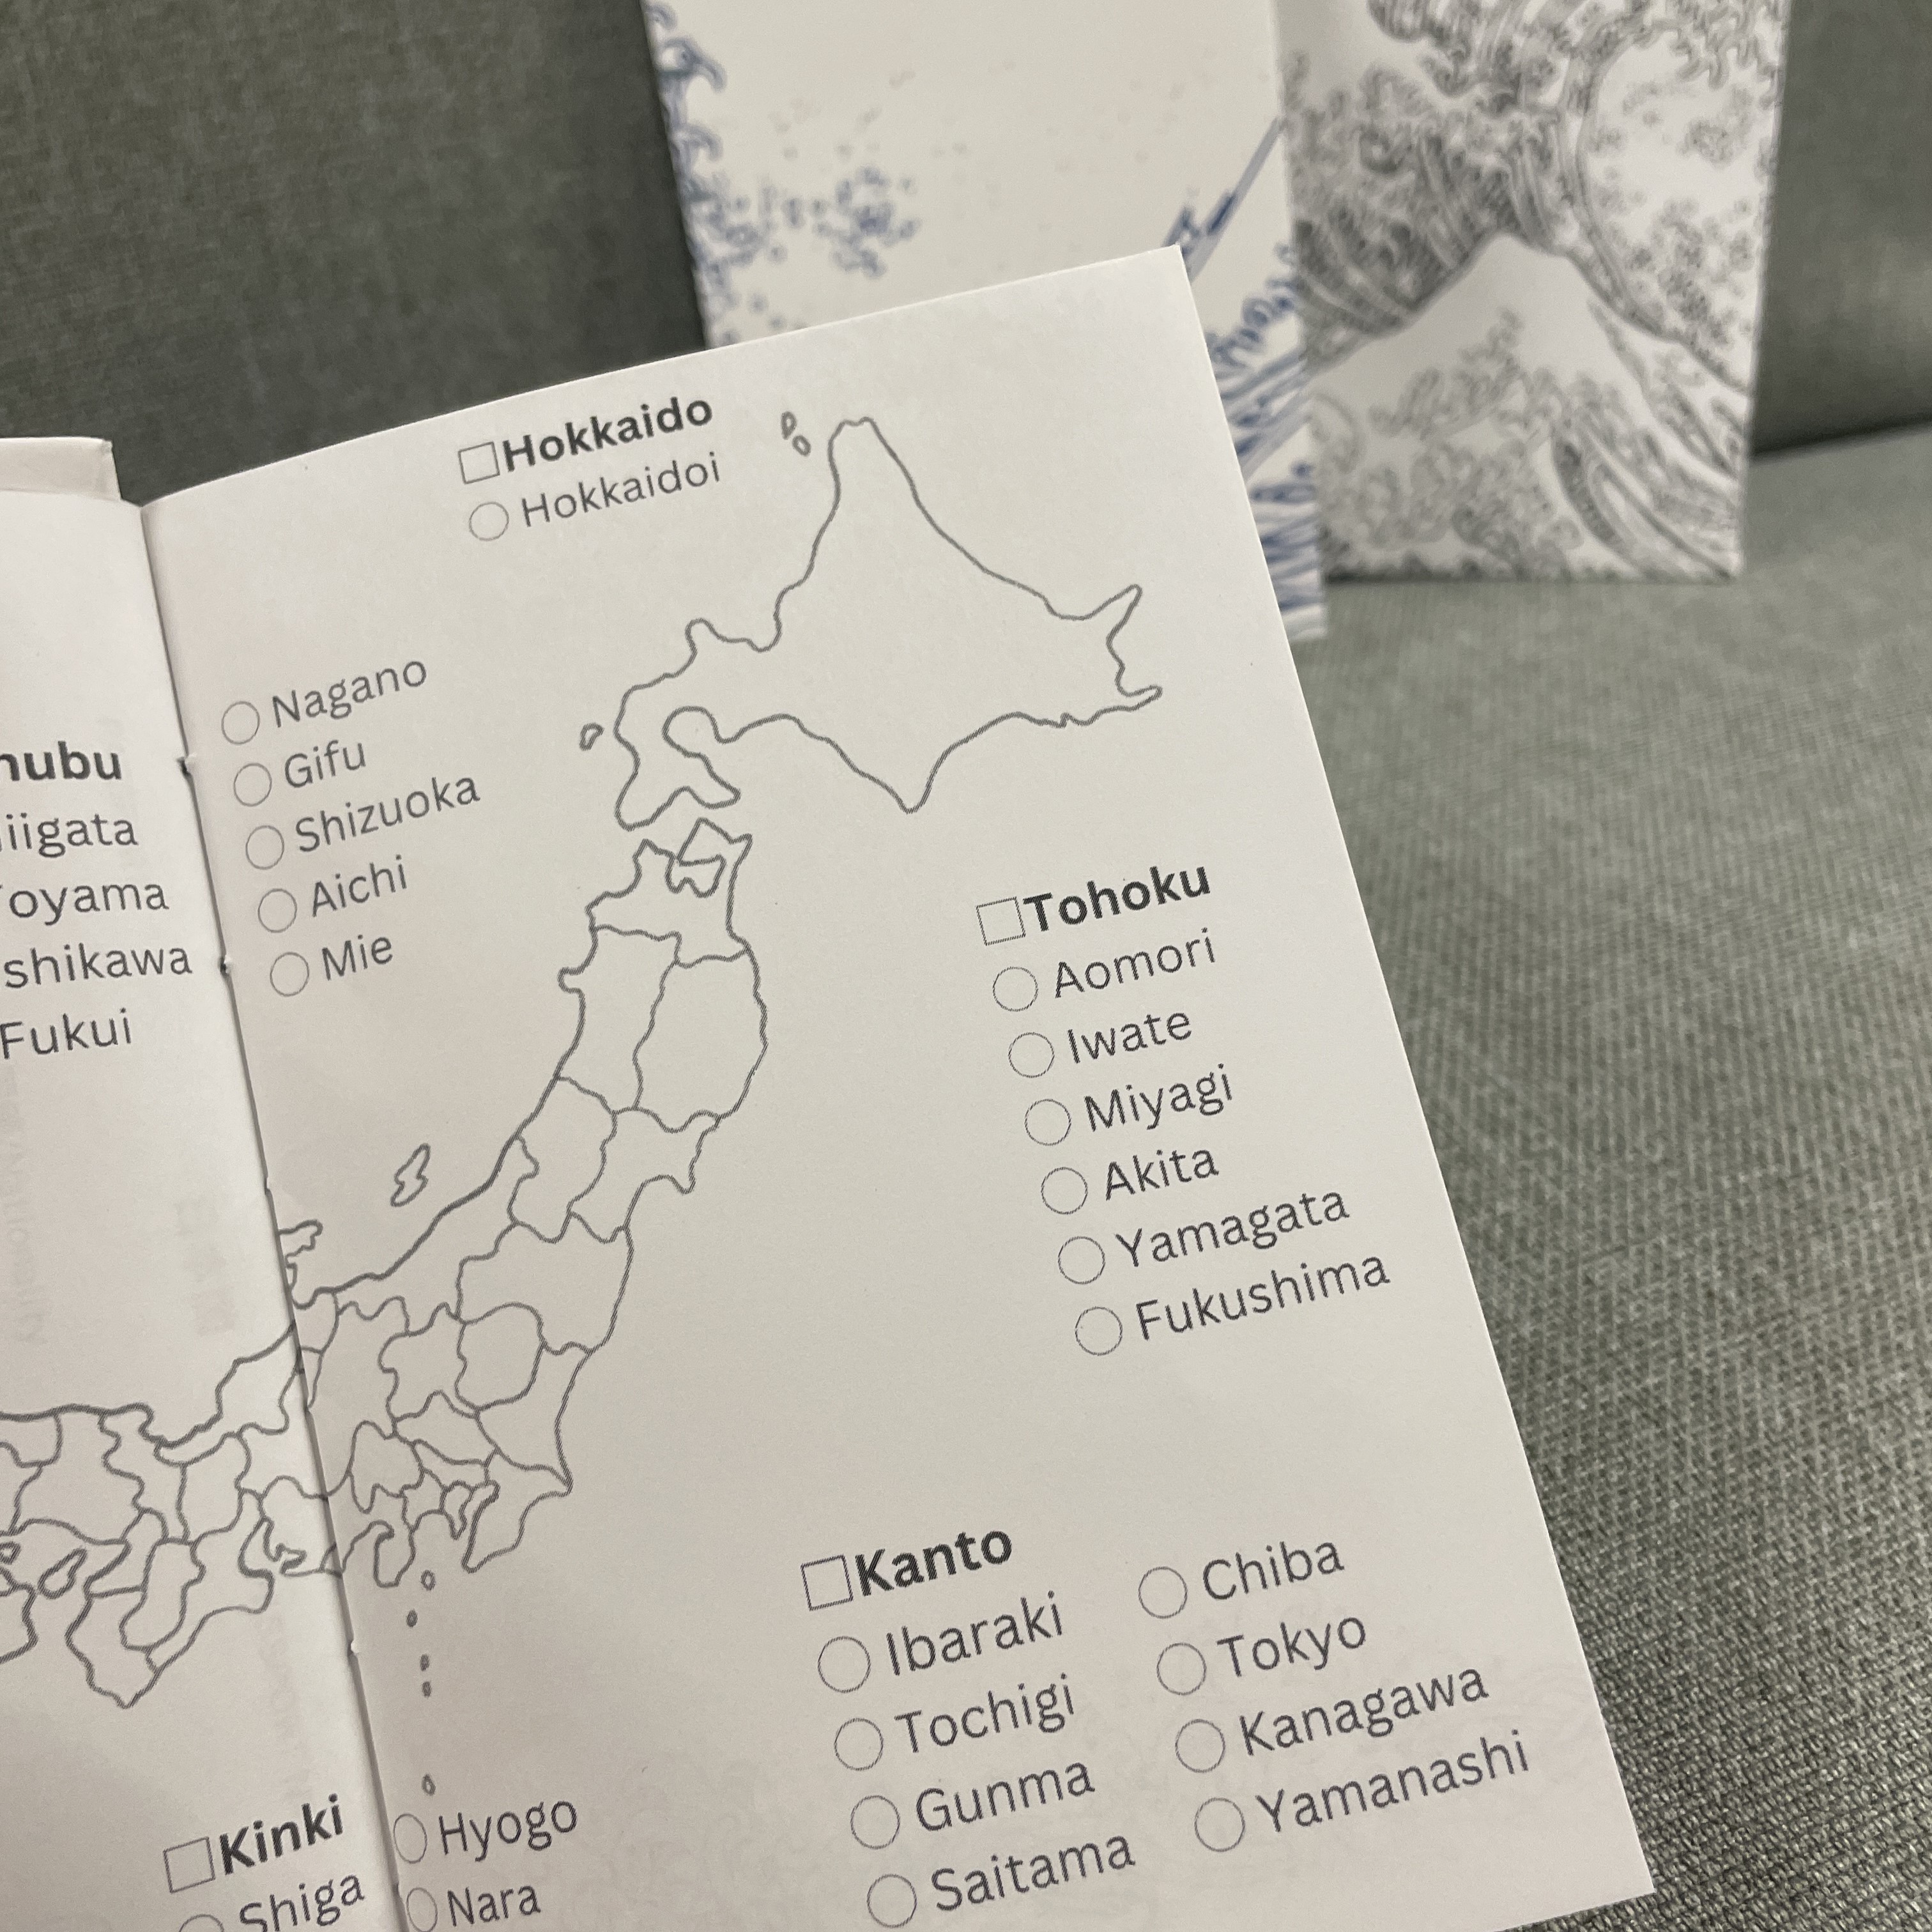 Hokkaido
Hokkaidoi
Nagano
Gifu
Shizuoka
Aichi
Mie
hubu
iigata
oyama
shikawa
Fukui
Tohoku
Aomori
Iwate
Miyagi
Akita
Yamagata
Fukushima
Kanto
Ibaraki
Tochigi
Gunma
Saitama
Chiba
Tokyo
Kanagawa
Yamanashi
Kinki
Shiga
Hyogo
Nara